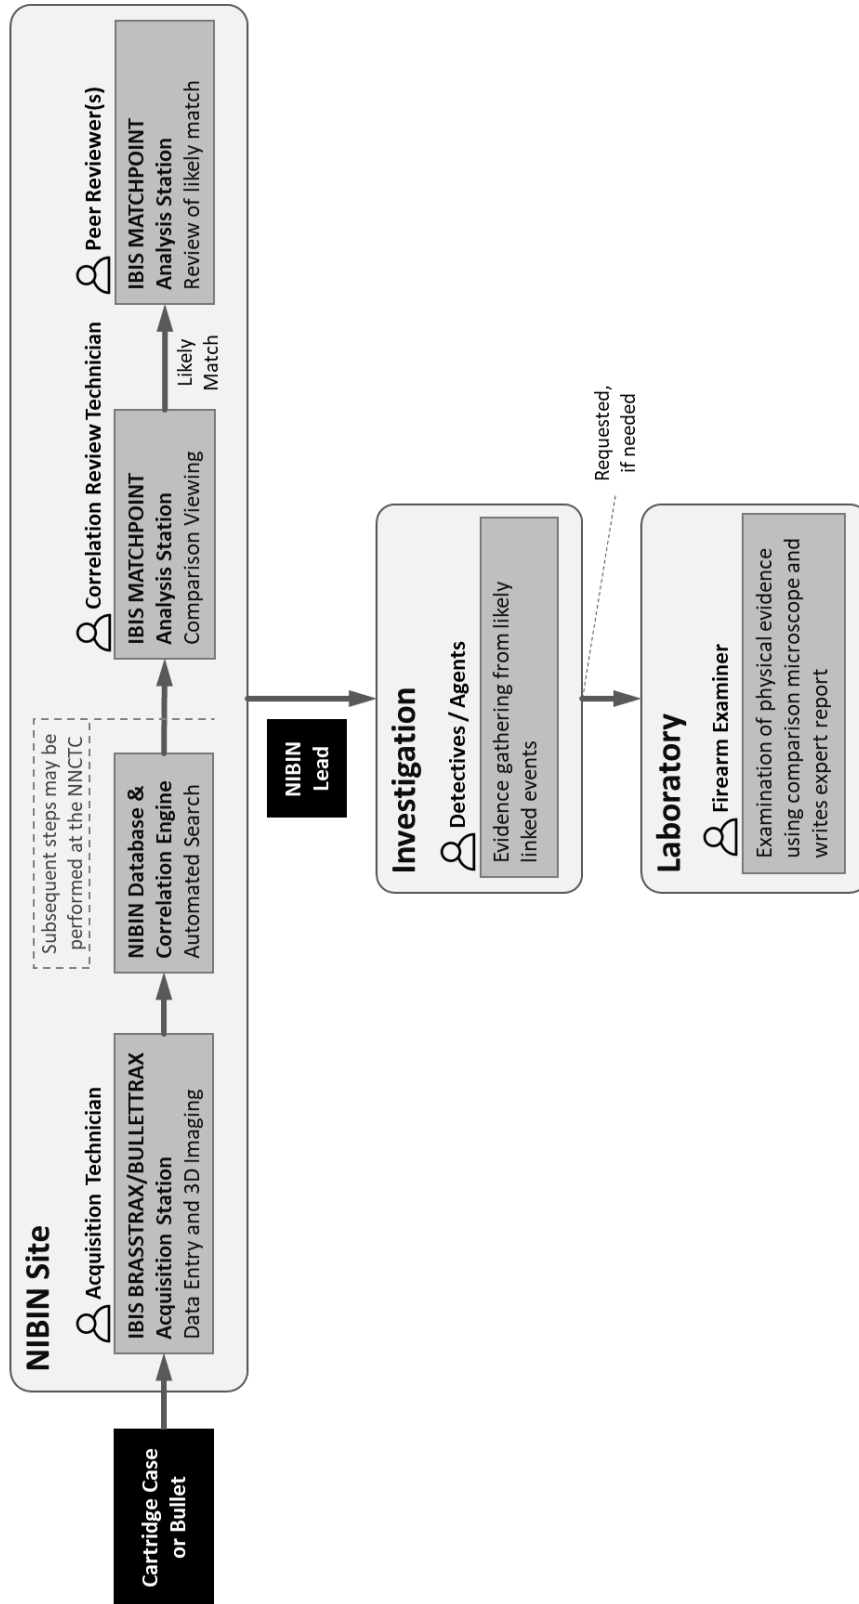 Cartridge Case
or Bullet
NIBIN Site
Acquisition Technician
IBIS BRASSTRAX/BULLETTRAX
Acquisition Station
Data Entry and 3D Imaging
Subsequent steps may be
performed at the NNCTC
NIBIN Database &
Correlation Engine
Automated Search
Correlation Review Technician
IBIS MATCHPOINT
Analysis Station
Comparison Viewing
Likely
Match
Peer Reviewer(s)
IBIS MATCHPOINT
Analysis Station
Review of likely match
NIBIN
Lead
Investigation
Detectives / Agents
Evidence gathering from likely
linked events
Requested,
if needed
Laboratory
Firearm Examiner
Examination of physical evidence
using comparison microscope and
writes expert report